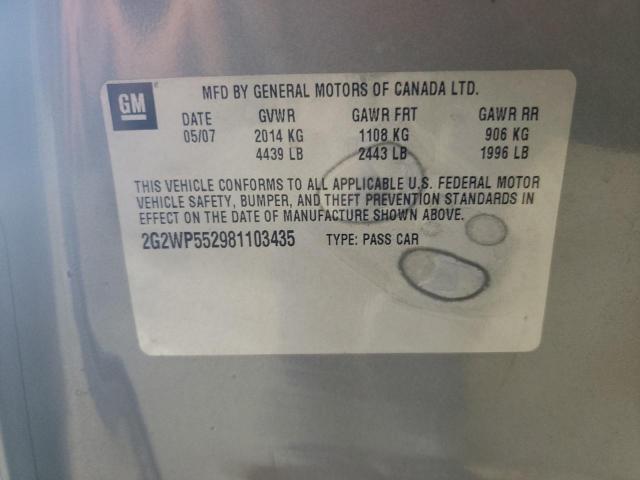 GM
MFD BY GENERAL MOTORS OF CANADA LTD.
DATE GVWR GAWR FRT GAWR RR
05/07 2014 KG 1108 KG 906 KG
4439 LB 2443 LB 1996 LB
THIS VEHICLE CONFORMS TO ALL APPLICABLE U.S. FEDERAL MOTOR
VEHICLE SAFETY, BUMPER, AND THEFT PREVENTION STANDARDS IN
EFFECT ON THE DATE OF MANUFACTURE SHOWN ABOVE.
2G2WP552981103435 TYPE: PASS CAR